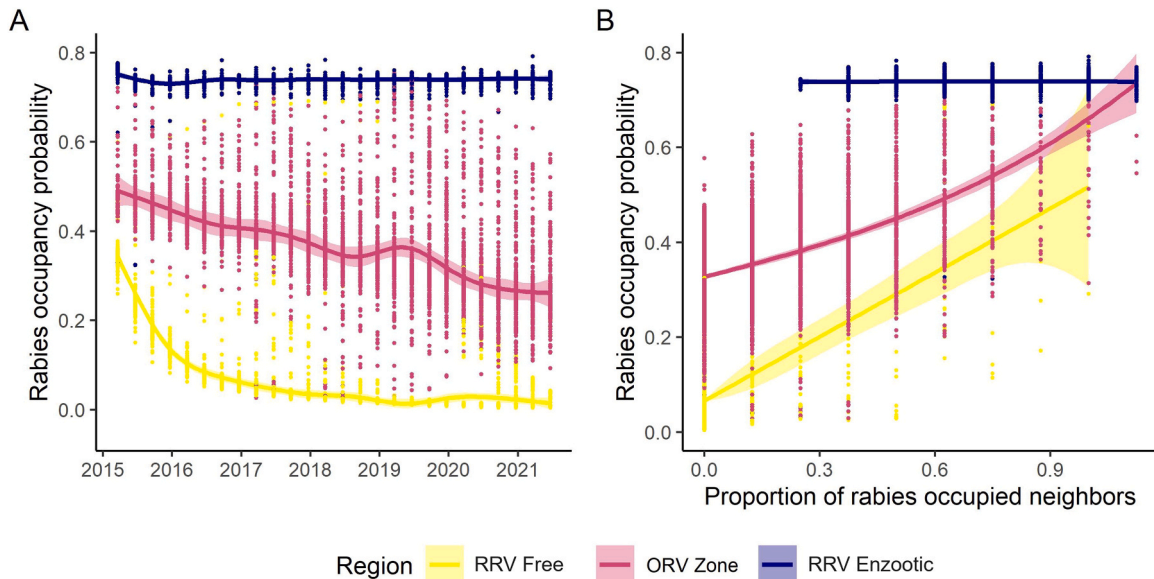 A
Rabies occupancy probability
0.8
0.6
0.4
0.2
0.0
2015 2016 2017 2018 2019 2020 2021
B
Rabies occupancy probability
0.8
0.6
0.4
0.2
0.0
0.0 0.3 0.6 0.9
Proportion of rabies occupied neighbors
Region RRV Free ORV Zone RRV Enzootic